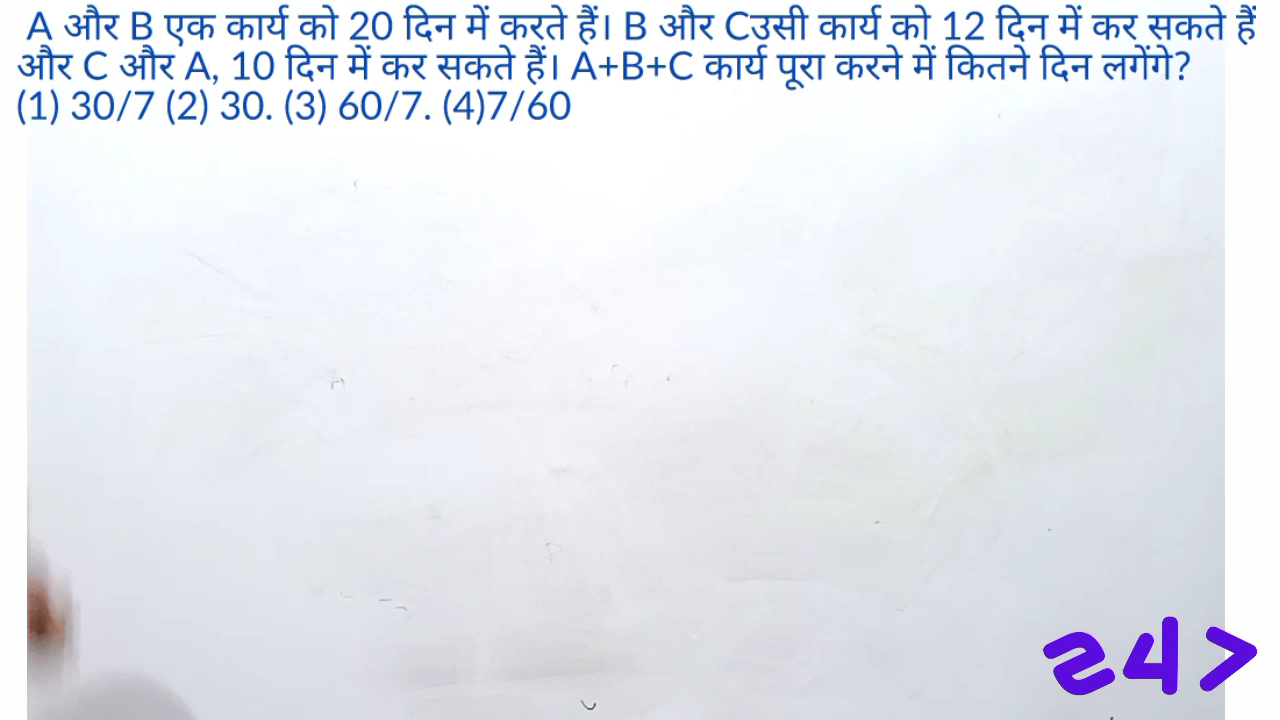 A और B एक कार्य को 20 दिन में करते हैं। B और Cउसी कार्य को 12 दिन में कर सकते हैं
और C और A, 10 दिन में कर सकते हैं। A+B+C कार्य पूरा करने में कितने दिन लगेंगे?
(1) 30/7 (2) 30. (3) 60/7. (4)7/60
247